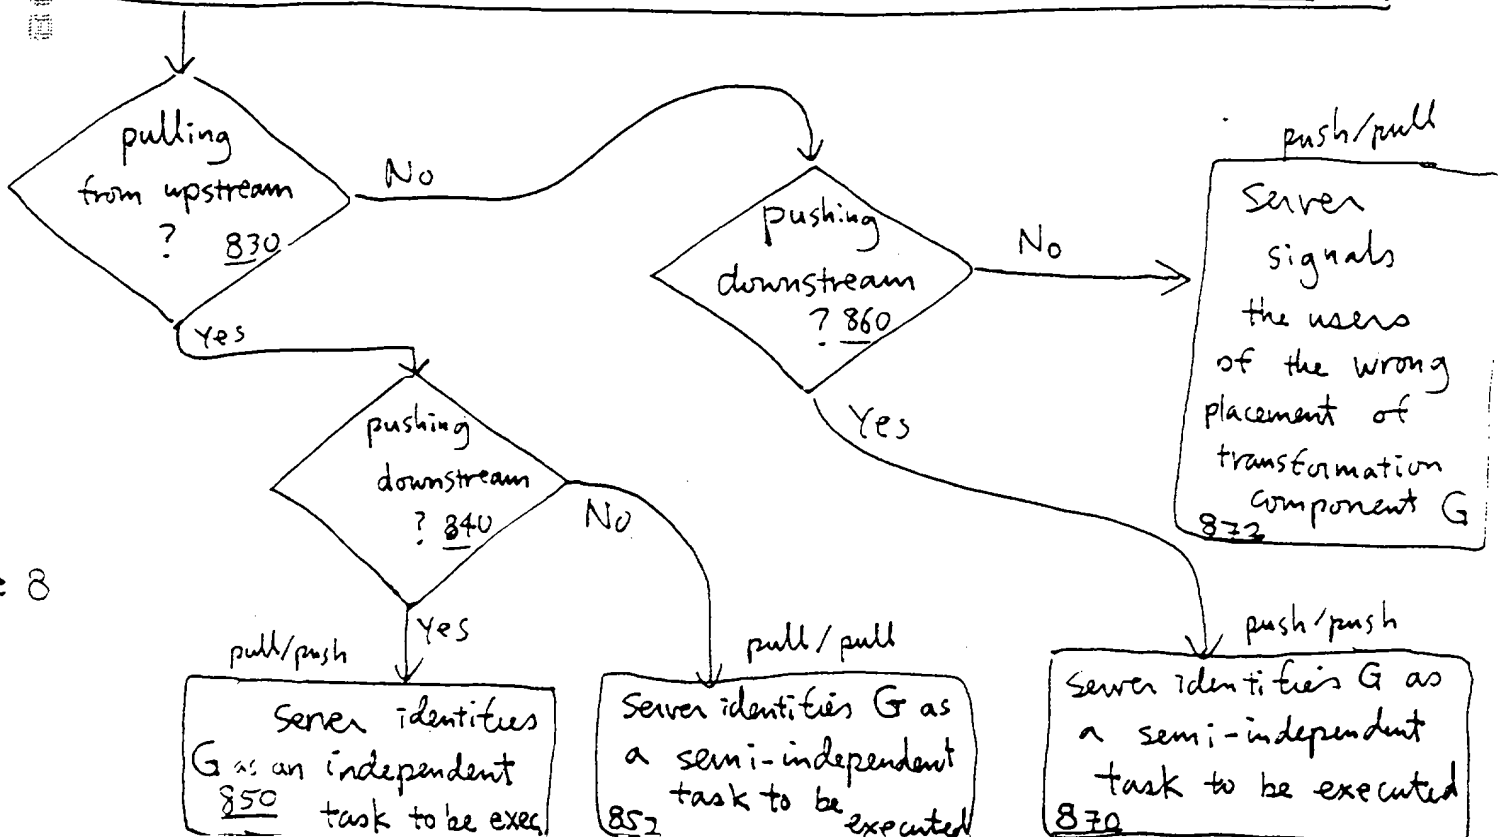 pulling
from upstream
? 830
No
Yes
pushing
downstream
? 860
No
Yes
push/pull
Server
signals
the users
of the wrong
placement of
transformation
component G
872
pushing
downstream
? 840
No
Yes
8
pull/push
Server identifies
G as an independent
850 task to be exec
pull/pull
Server identifies G as
a semi-independent
task to be
852 executed
push/push
Server identifies G as
a semi-independent
task to be executed
870